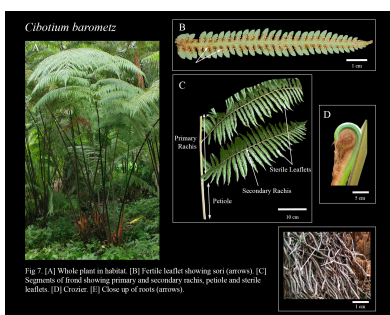 Cibotium barometz
A
B
1 cm
C
Primary
Rachis
Sterile Leaflets
Secondary Rachis
Petiole
10 cm
D
5 cm
1 cm
Fig 7. [A] Whole plant in habitat. [B] Fertile leaflet showing sori (arrows). [C]
Segments of frond showing primary and secondary rachis, petiole and sterile
leaflets. [D] Crozier. [E] Close up of roots (arrows).